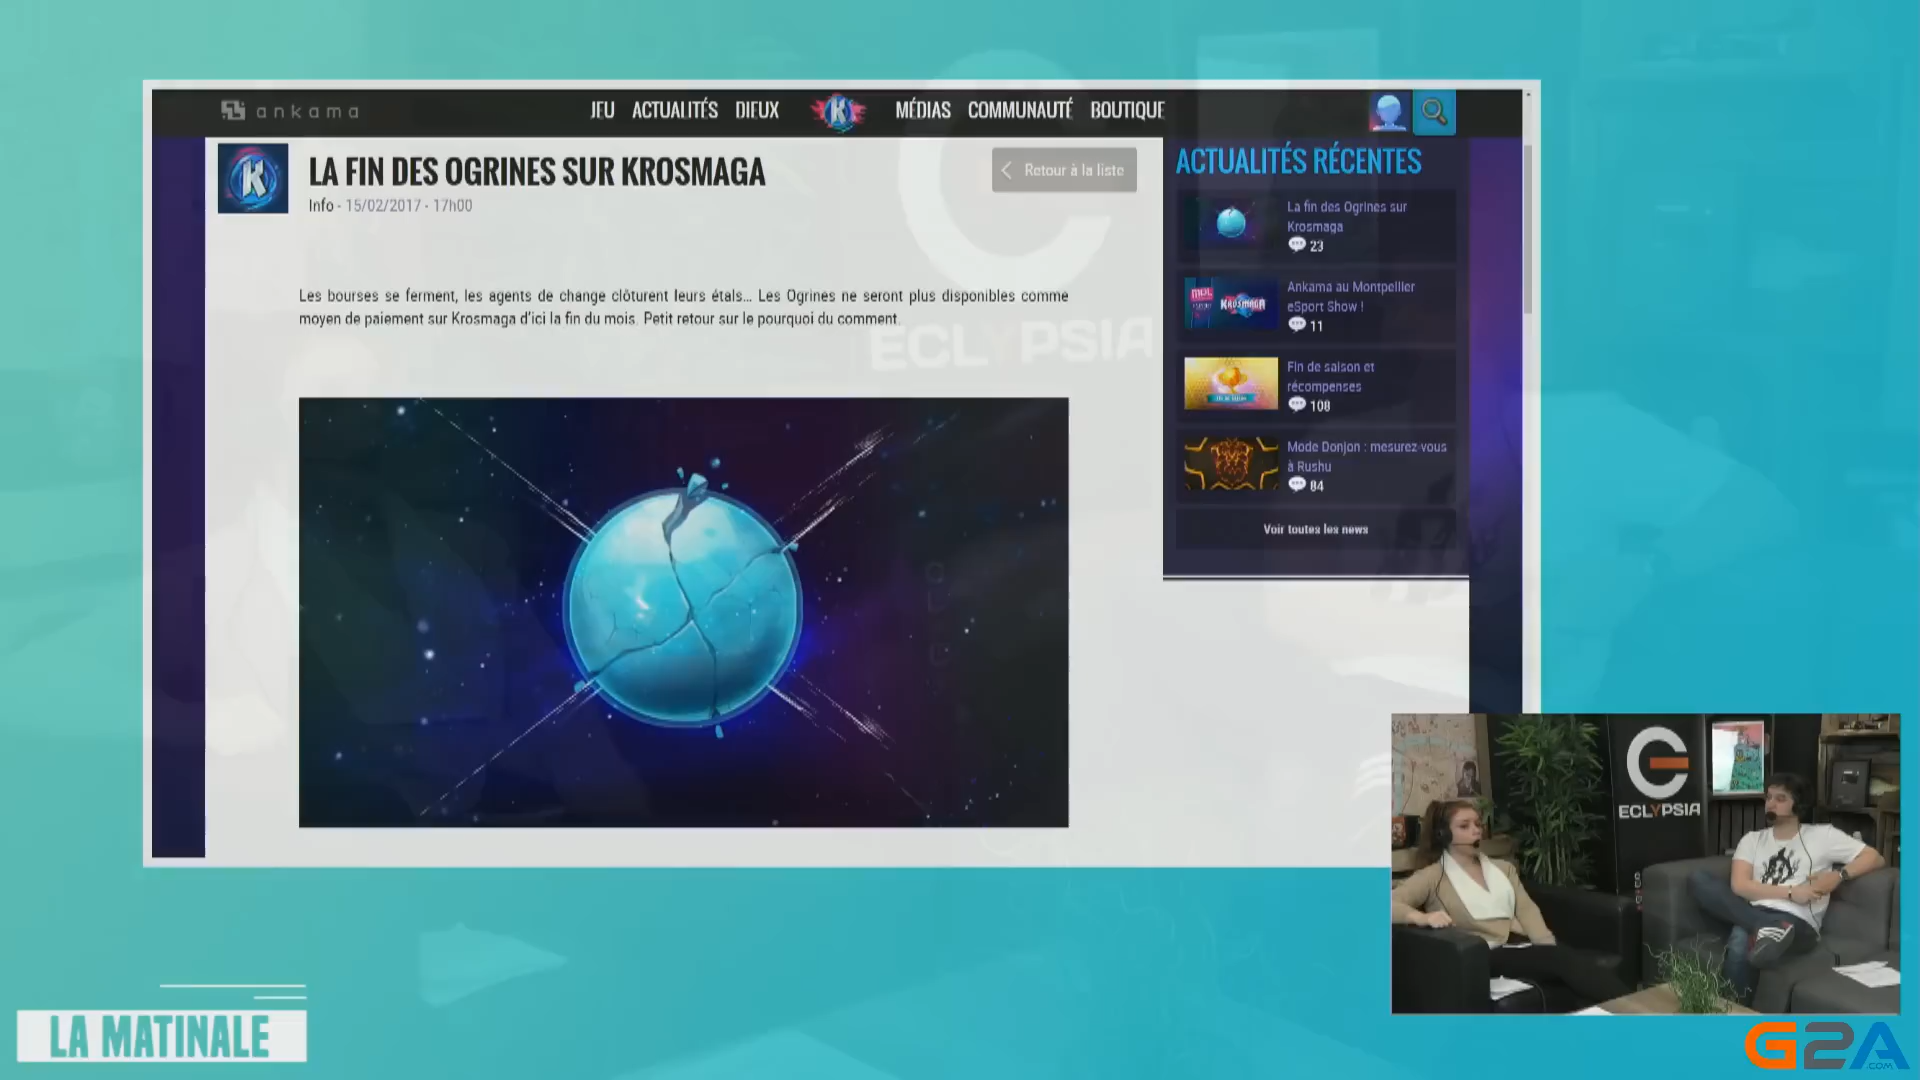 ankama
JEU ACTUALITÉS DIEUX K MÉDIAS COMMUNAUTÉ BOUTIQUE
K
LA FIN DES OGRINES SUR KROSMAGA
Info - 15/02/2017 - 17h00
Retour à la liste
Les bourses se ferment, les agents de change clôturent leurs étals... Les Ogrines ne seront plus disponibles comme
moyen de paiement sur Krosmaga d'ici la fin du mois. Petit retour sur le pourquoi du comment.
ECLYPSIA
ACTUALITÉS RÉCENTES
La fin des Ogrines sur
Krosmaga
23
KROSMAGA
Ankama au Montpellier
eSport Show !
11
Fin de saison et
récompenses
108
Mode Donjon : mesurez-vous
à Rushu
84
Voir toutes les news
ECLYPSIA
LA MATINALE
G2A
.COM